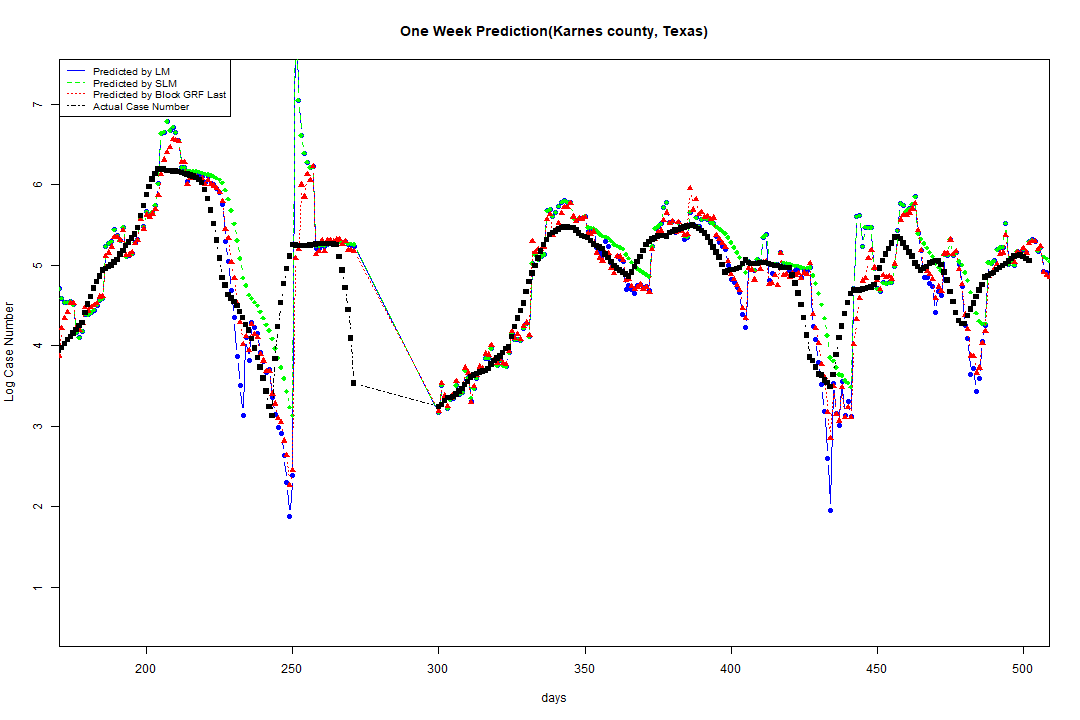 One Week Prediction(Karnes county, Texas)
Predicted by LM
Predicted by SLM
Predicted by Block GRF Last
Actual Case Number
7
6
5
4
3
2
1
Log Case Number
200 250 300 350 400 450 500
days